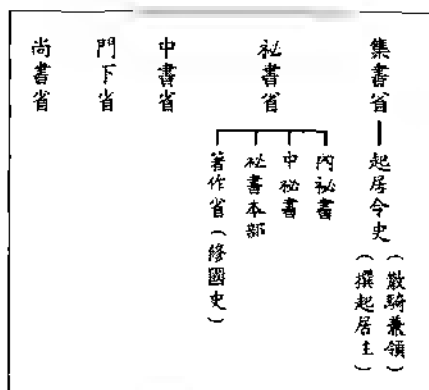 集書省
起居令史
(散騎兼領)
(撰起居主)
祕書省
內祕書
中祕書
祕書本部
著作省(修國史)
中書省
門下省
尚書省